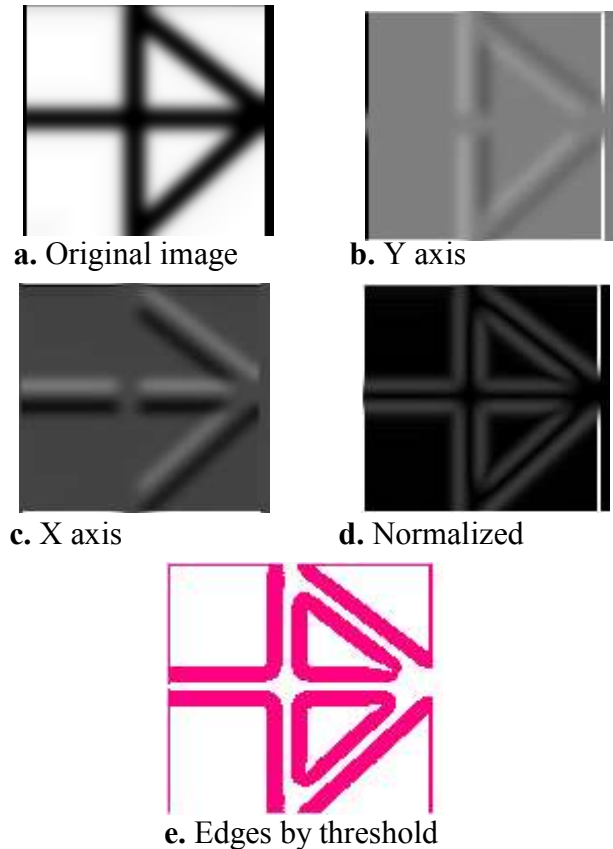 a. Original image
b. Y axis
c. X axis
d. Normalized
e. Edges by threshold